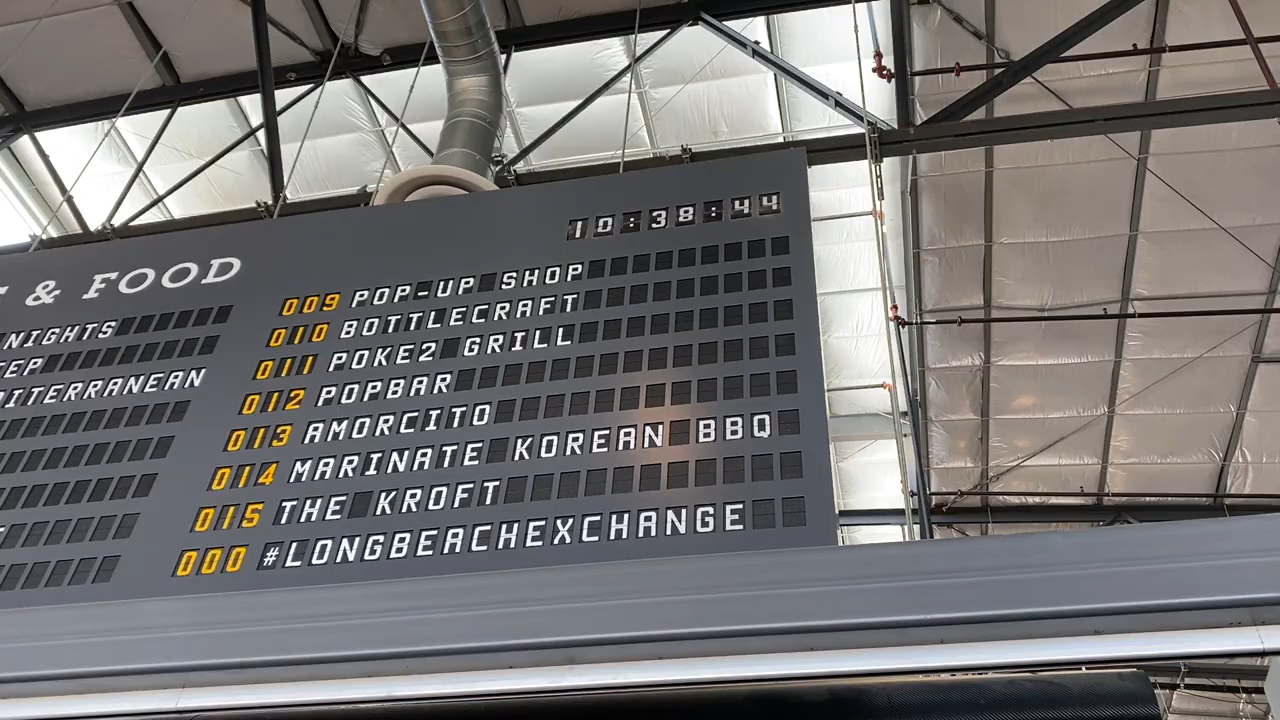 10:38:44
& FOOD
NIGHTS
DITERRANEAN
009 POP-UP SHOP
010 BOTTLECRAFT
011 POKE2 GRILL
012 POPBAR
013 AMORCITO
014 MARINATE KOREAN BBQ
015 THE KROFT
000 #LONGBEACHEXCHANGE